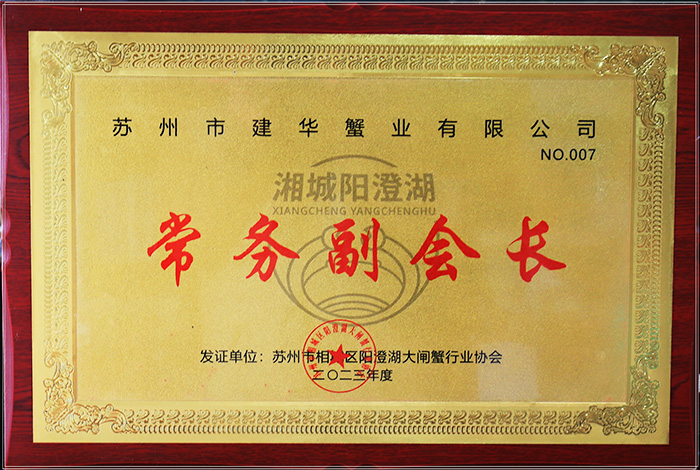 苏州市建华蟹业有限公司
NO.007
湘城阳澄湖
XIANGCHENG YANGCHENGHU
常务副会长
发证单位：苏州市相城区阳澄湖大闸蟹行业协会
二〇二三年度